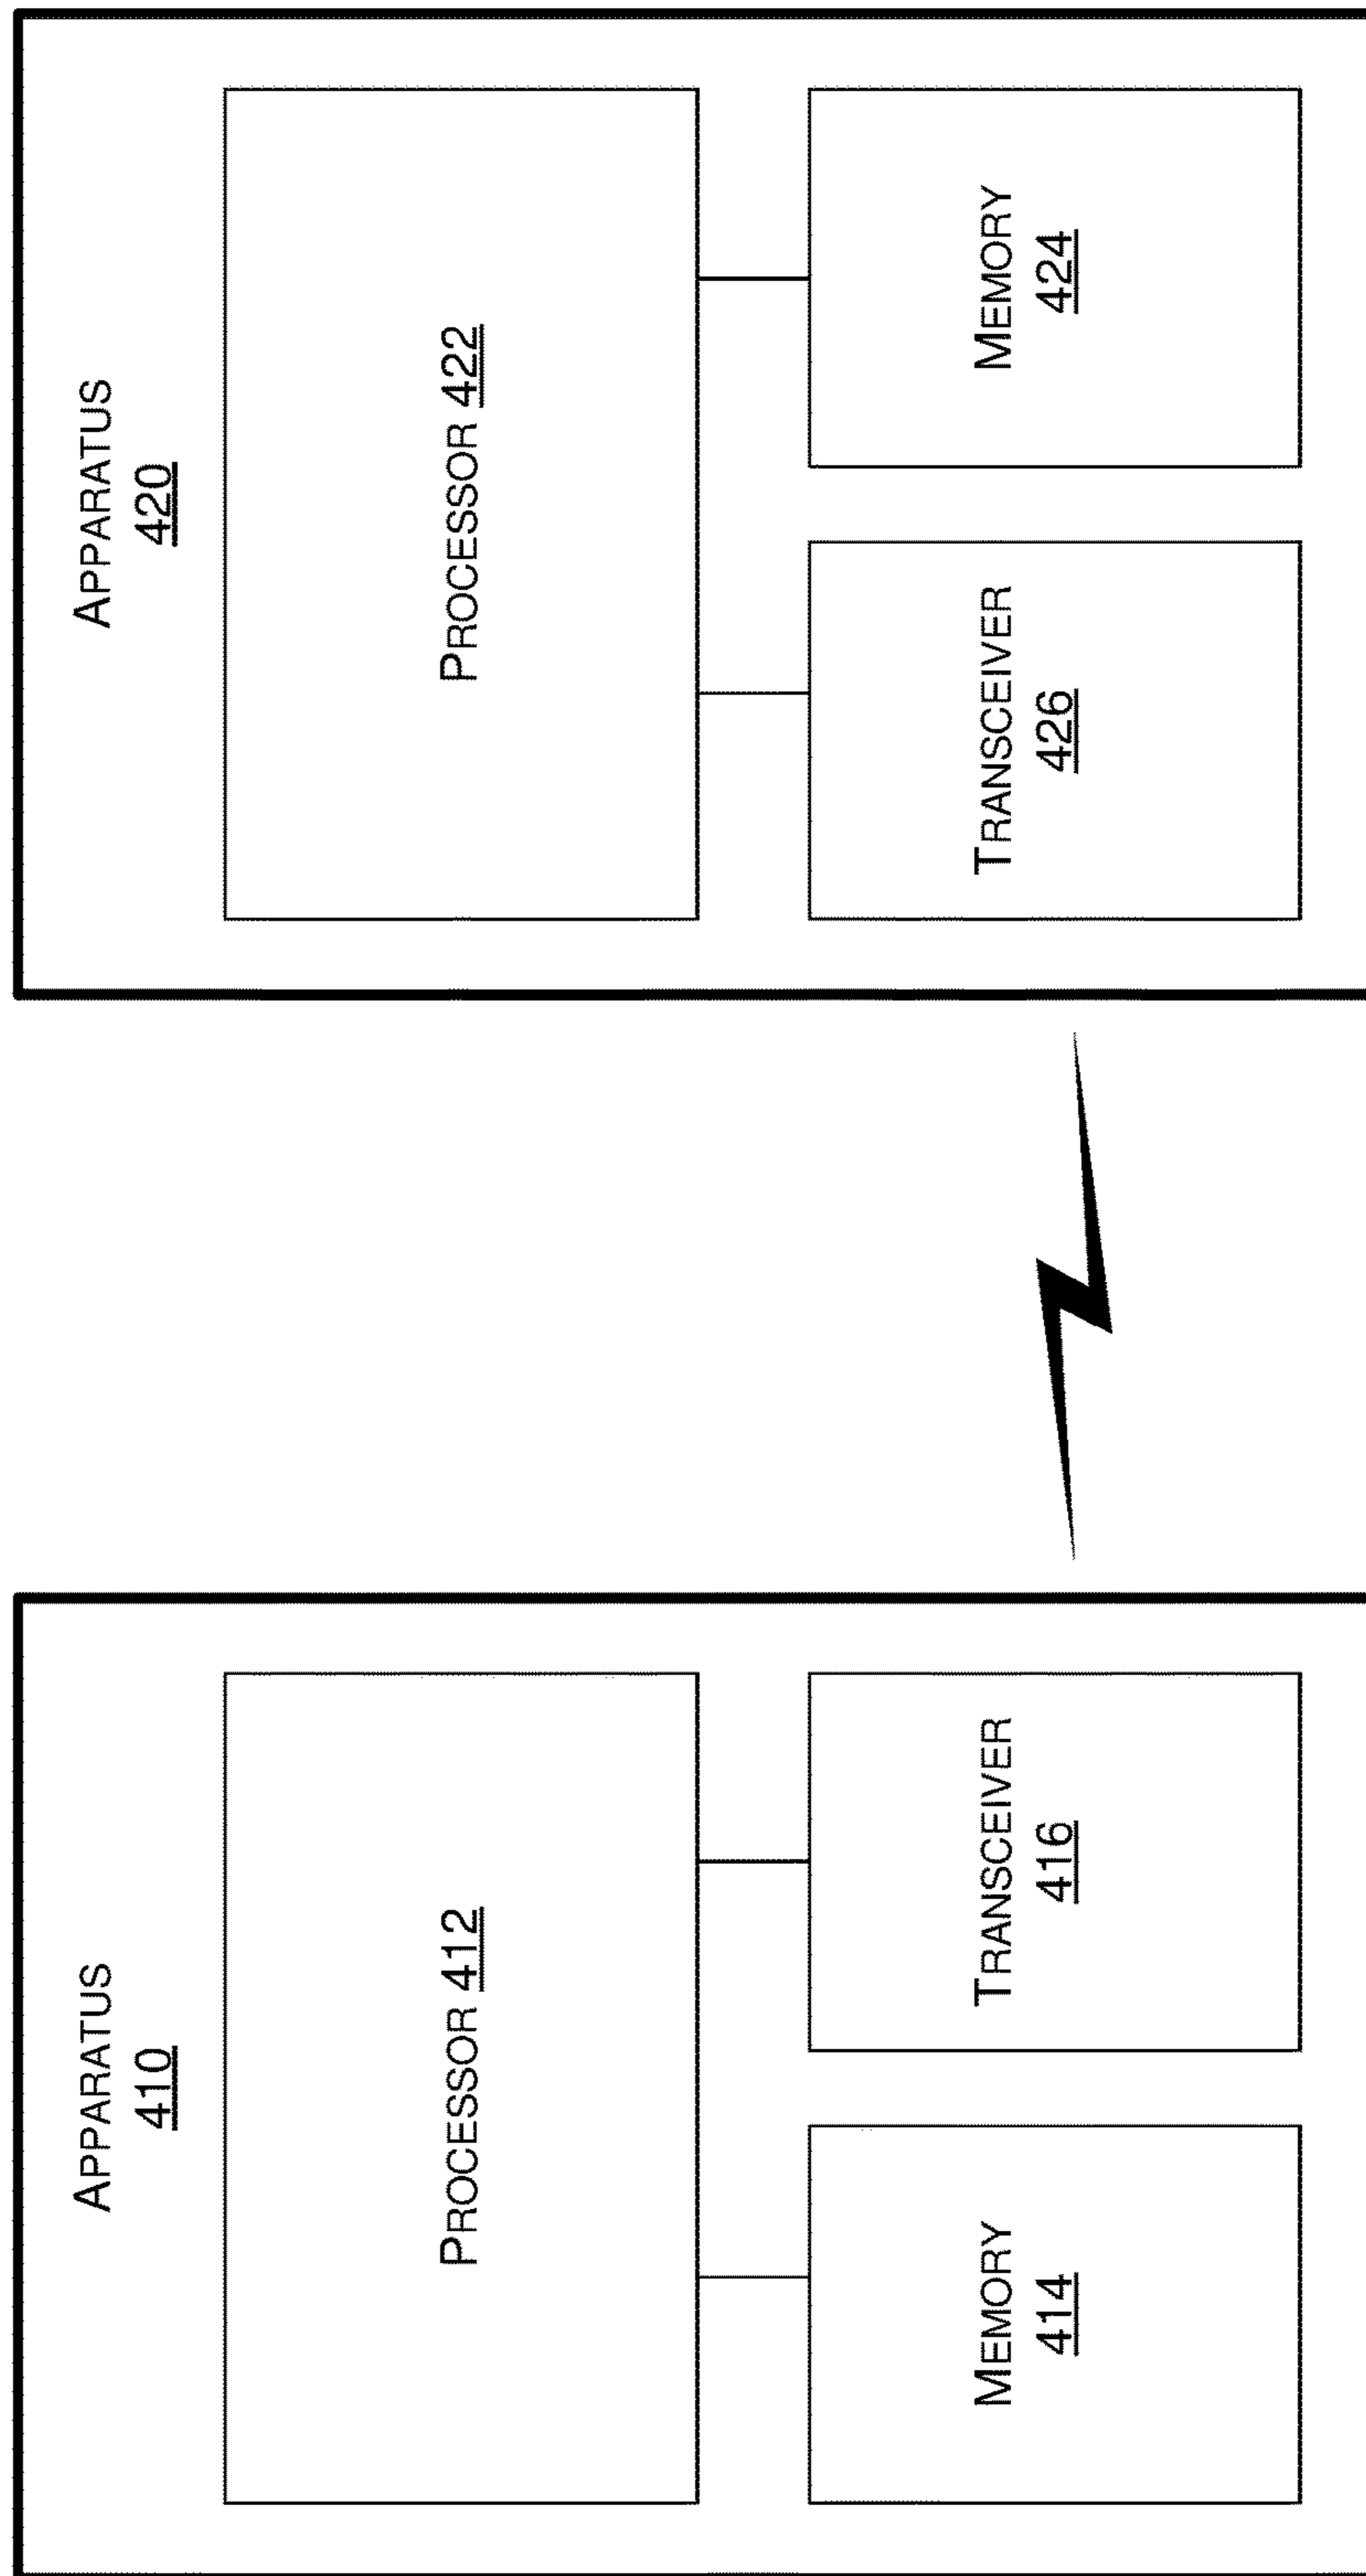 APPARATUS
410
PROCESSOR 412
MEMORY
414
TRANSCEIVER
416
APPARATUS
420
PROCESSOR 422
TRANSCEIVER
426
MEMORY
424